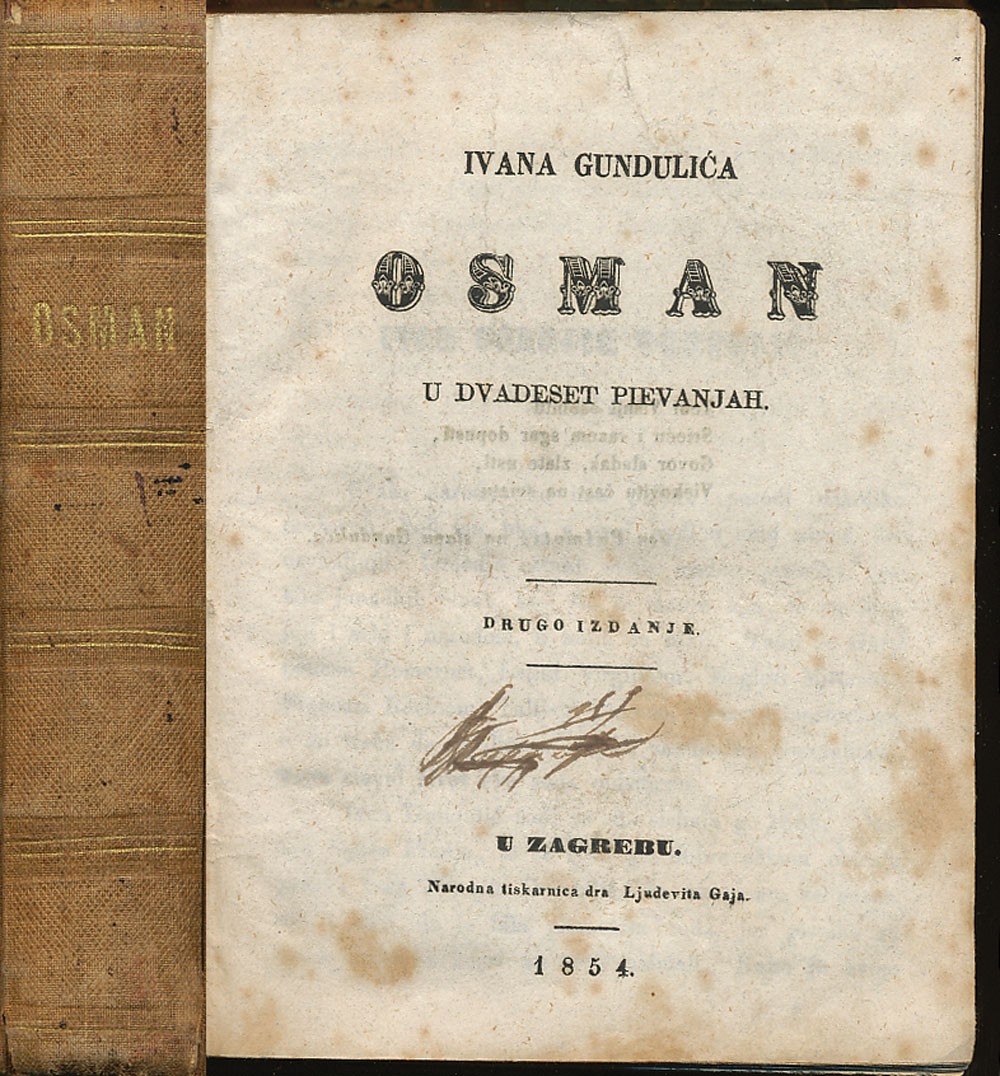 OSMAN
IVANA GUNDULIĆA
OSMAN
U DVADESET PIEVANJAH.
DRUGO IZDANJE.
U ZAGREBU.
Narodna tiskarnica dra Ljudevita Gaja.
1854.